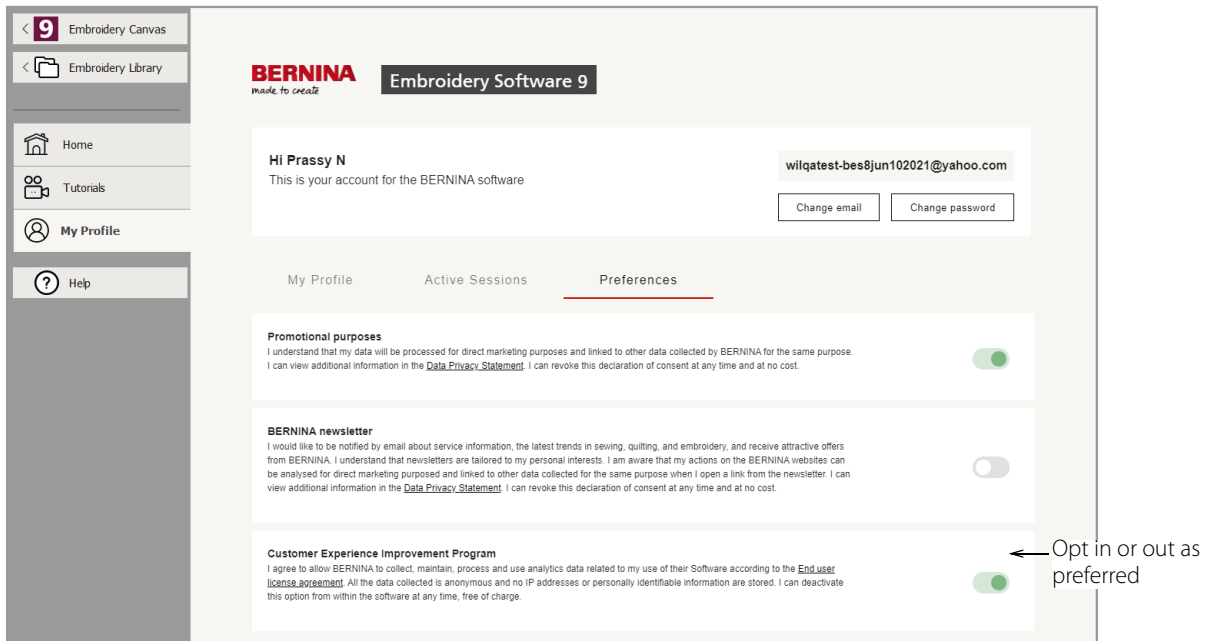 9 Embroidery Canvas
Embroidery Library
Home
Tutorials
My Profile
? Help
BERNINA
made to create
Embroidery Software 9
Hi Prassy N
This is your account for the BERNINA software
wilqatest-bes8jun102021@yahoo.com
Change email
Change password
My Profile
Active Sessions
Preferences
Promotional purposes
I understand that my data will be processed for direct marketing purposes and linked to other data collected by BERNINA for the same purpose.
I can view additional information in the Data Privacy Statement. I can revoke this declaration of consent at any time and at no cost.
BERNINA newsletter
I would like to be notified by email about service information, the latest trends in sewing, quilting, and embroidery, and receive attractive offers
from BERNINA. I understand that newsletters are tailored to my personal interests. I am aware that my actions on the BERNINA websites can
be analysed for direct marketing purposed and linked to other data collected for the same purpose when I open a link from the newsletter. I can
view additional information in the Data Privacy Statement. I can revoke this declaration of consent at any time and at no cost.
Customer Experience Improvement Program
I agree to allow BERNINA to collect, maintain, process and use analytics data related to my use of their Software according to the End user
license agreement. All the data collected is anonymous and no IP addresses or personally identifiable information are stored. I can deactivate
this option from within the software at any time, free of charge.
Opt in or out as
preferred